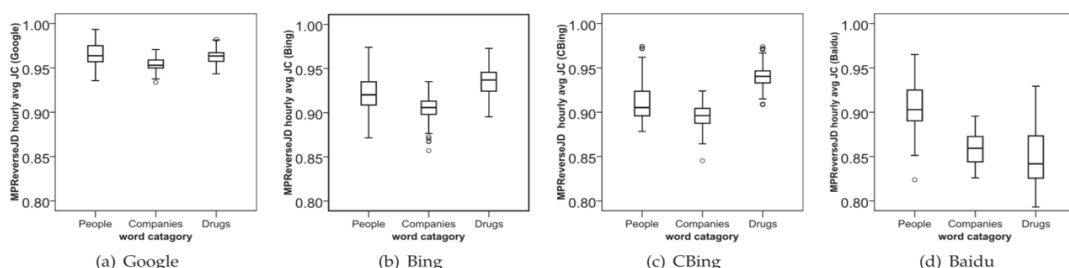 MPReverseJD hourly avg JC (Google)
1.00
0.95
0.90
0.85
0.80
People Companies Drugs
word catagory
(a) Google
MPReverseJD hourly avg JC (Bing)
1.00
0.95
0.90
0.85
0.80
People Companies Drugs
word catagory
(b) Bing
MPReverseJD hourly avg JC (CBing)
1.00
0.95
0.90
0.85
0.80
People Companies Drugs
word catagory
(c) CBing
MPReverseJD hourly avg JC (Baidu)
1.00
0.95
0.90
0.85
0.80
People Companies Drugs
word catagory
(d) Baidu